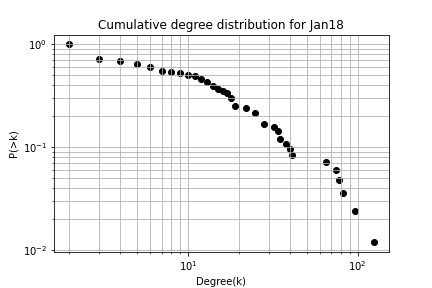 Cumulative degree distribution for Jan18
10⁰
10⁻¹
10⁻²
P(>k)
10¹
10²
Degree(k)